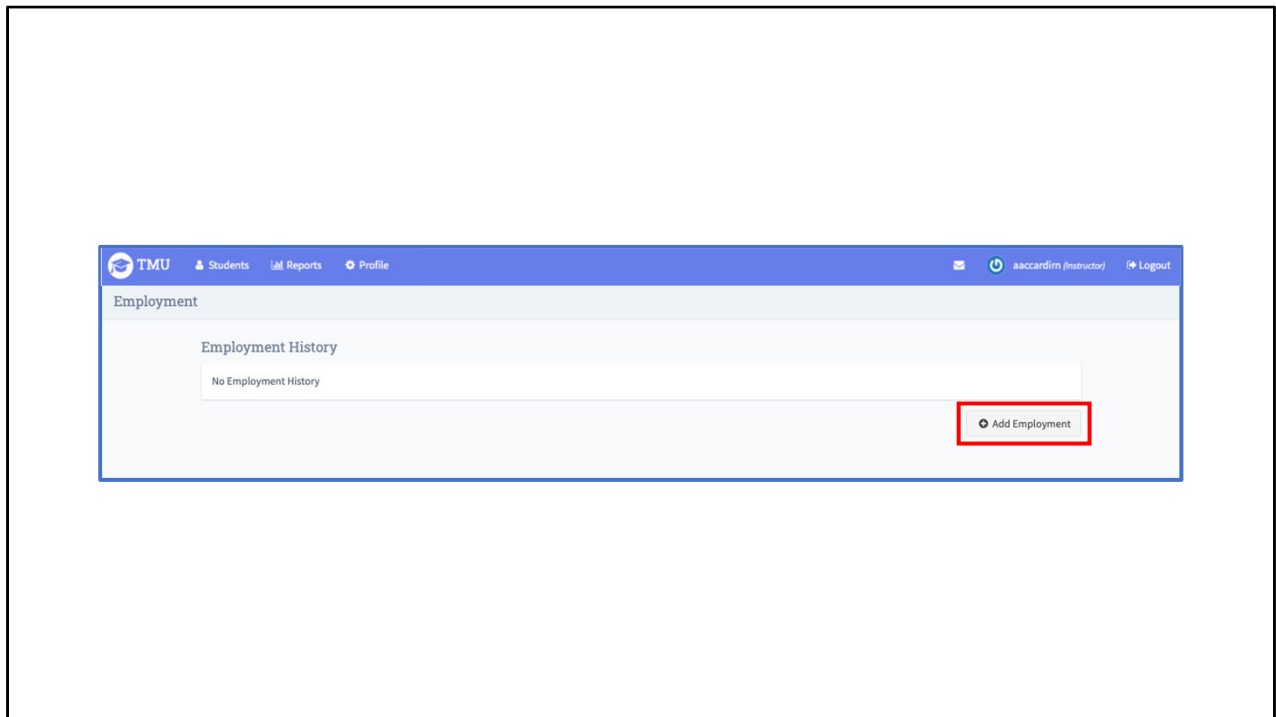 TMU Students Reports Profile aaccardim (Instructor) Logout
Employment
Employment History
No Employment History
Add Employment